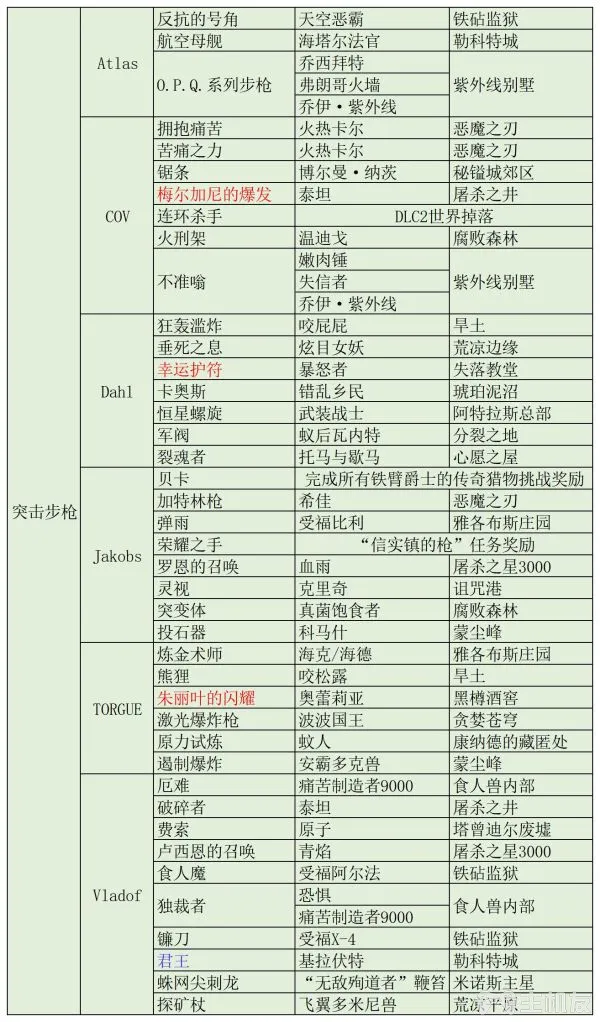 突击步枪
Atlas
反抗的号角 天空恶霸 铁砧监狱
航空母舰 海塔尔法官 勒科特城
O.P.Q.系列步枪 乔西拜特 紫外线别墅
弗朗哥火墙
乔伊·紫外线
COV
拥抱痛苦 火热卡尔 恶魔之刃
苦痛之力 火热卡尔 恶魔之刃
锯条 博尔曼·纳茨 秘镒城郊区
梅尔加尼的爆发 泰坦 屠杀之井
连环杀手 DLC2世界掉落
火刑架 温迪戈 腐败森林
不准嗡 嫩肉锤 紫外线别墅
失信者
乔伊·紫外线
Dahl
狂轰滥炸 咬屁屁 旱土
垂死之息 炫目女妖 荒凉边缘
幸运护符 暴怒者 失落教堂
卡奥斯 错乱乡民 琥珀泥沼
恒星螺旋 武装战士 阿特拉斯总部
军阀 蚁后瓦内特 分裂之地
裂魂者 托马与歇马 心愿之屋
Jakobs
贝卡 完成所有铁臂爵士的传奇猎物挑战奖励
加特林枪 希佳 恶魔之刃
弹雨 受福比利 雅各布斯庄园
荣耀之手 “信实镇的枪”任务奖励
罗恩的召唤 血雨 屠杀之星3000
灵视 克里奇 诅咒港
突变体 真菌饱食者 腐败森林
投石器 科马什 蒙尘峰
TORGUE
炼金术师 海克/海德 雅各布斯庄园
熊狸 咬松露 旱土
朱丽叶的闪耀 奥蕾莉亚 黑樽酒窖
激光爆炸枪 波波国王 贪婪苍穹
原力试炼 蚊人 康纳德的藏匿处
遏制爆炸 安霸多克兽 蒙尘峰
Vladof
厄难 痛苦制造者9000 食人兽内部
破碎者 泰坦 屠杀之井
费索 原子 塔曾迪尔废墟
卢西恩的召唤 青焰 屠杀之星3000
食人魔 受福阿尔法 铁砧监狱
独裁者 恐惧 食人兽内部
痛苦制造者9000
镰刀 受福X-4 铁砧监狱
君王 基拉伏特 勒科特城
蛛网尖刺龙 “无敌殉道者”鞭笞 米诺斯主星
探矿杖 飞翼多米尼兽 荒凉平原